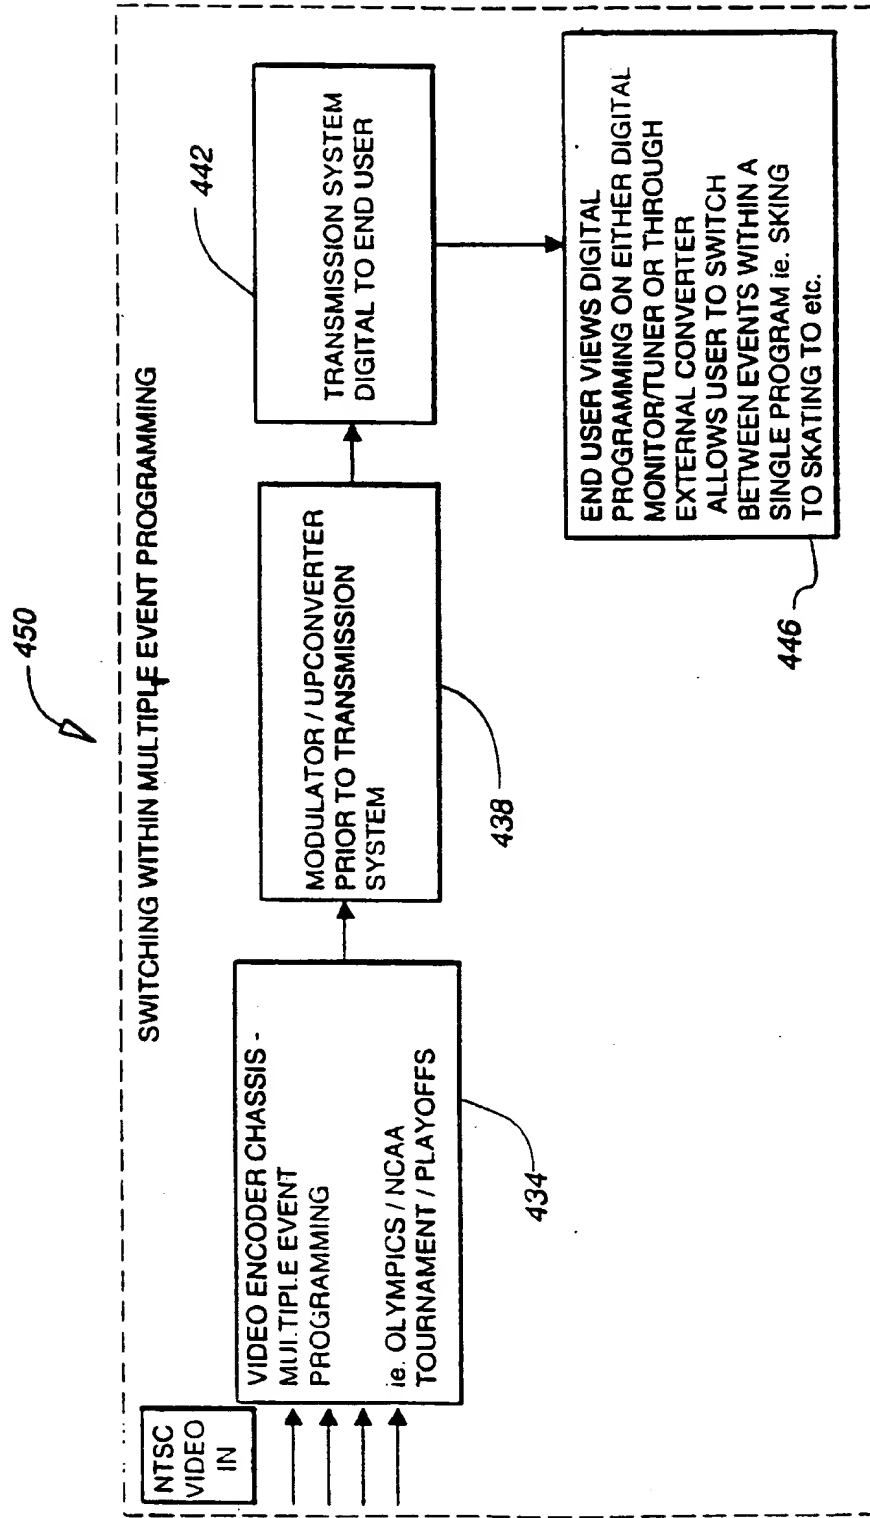 450
SWITCHING WITHIN MULTIPLE EVENT PROGRAMMING
NTSC
VIDEO
IN
VIDEO ENCODER CHASSIS -
MULTIPLE EVENT
PROGRAMMING
ie. OLYMPICS / NCAA
TOURNAMENT / PLAYOFFS
434
MODULATOR / UPCONVERTER
PRIOR TO TRANSMISSION
SYSTEM
438
TRANSMISSION SYSTEM
DIGITAL TO END USER
442
END USER VIEWS DIGITAL
PROGRAMMING ON EITHER DIGITAL
MONITOR/TUNER OR THROUGH
EXTERNAL CONVERTER
ALLOWS USER TO SWITCH
BETWEEN EVENTS WITHIN A
SINGLE PROGRAM ie. SKING
TO SKATING TO etc.
446